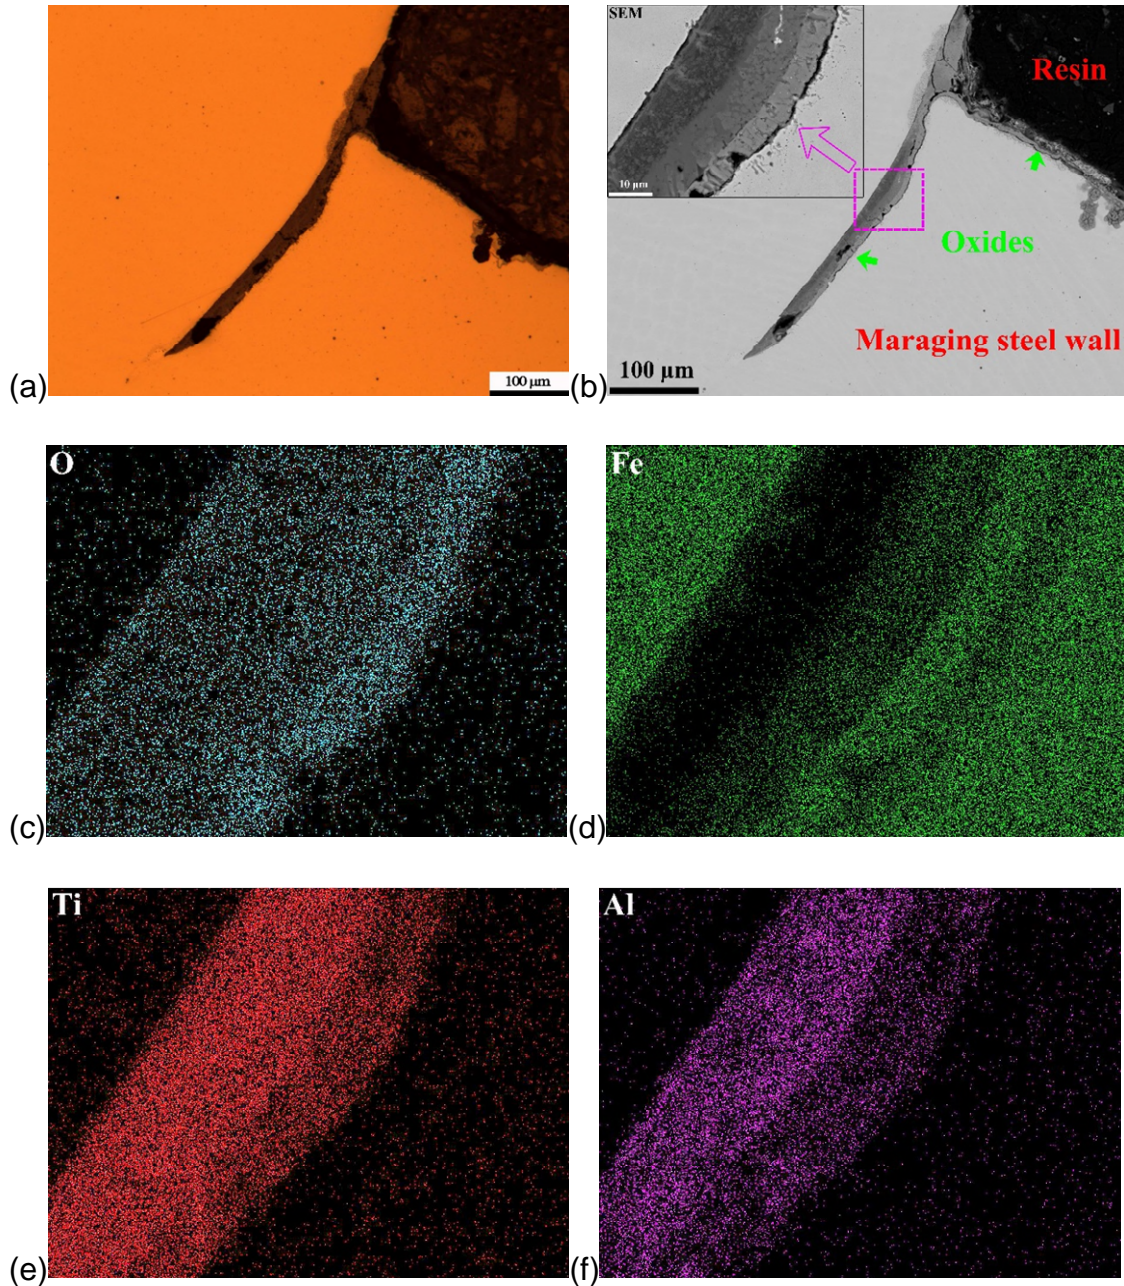 SEM
Resin
10 μm
Oxides
Maraging steel wall
(a)
100 μm
(b)
100 μm
O
Fe
(c)
(d)
Ti
Al
(e)
(f)